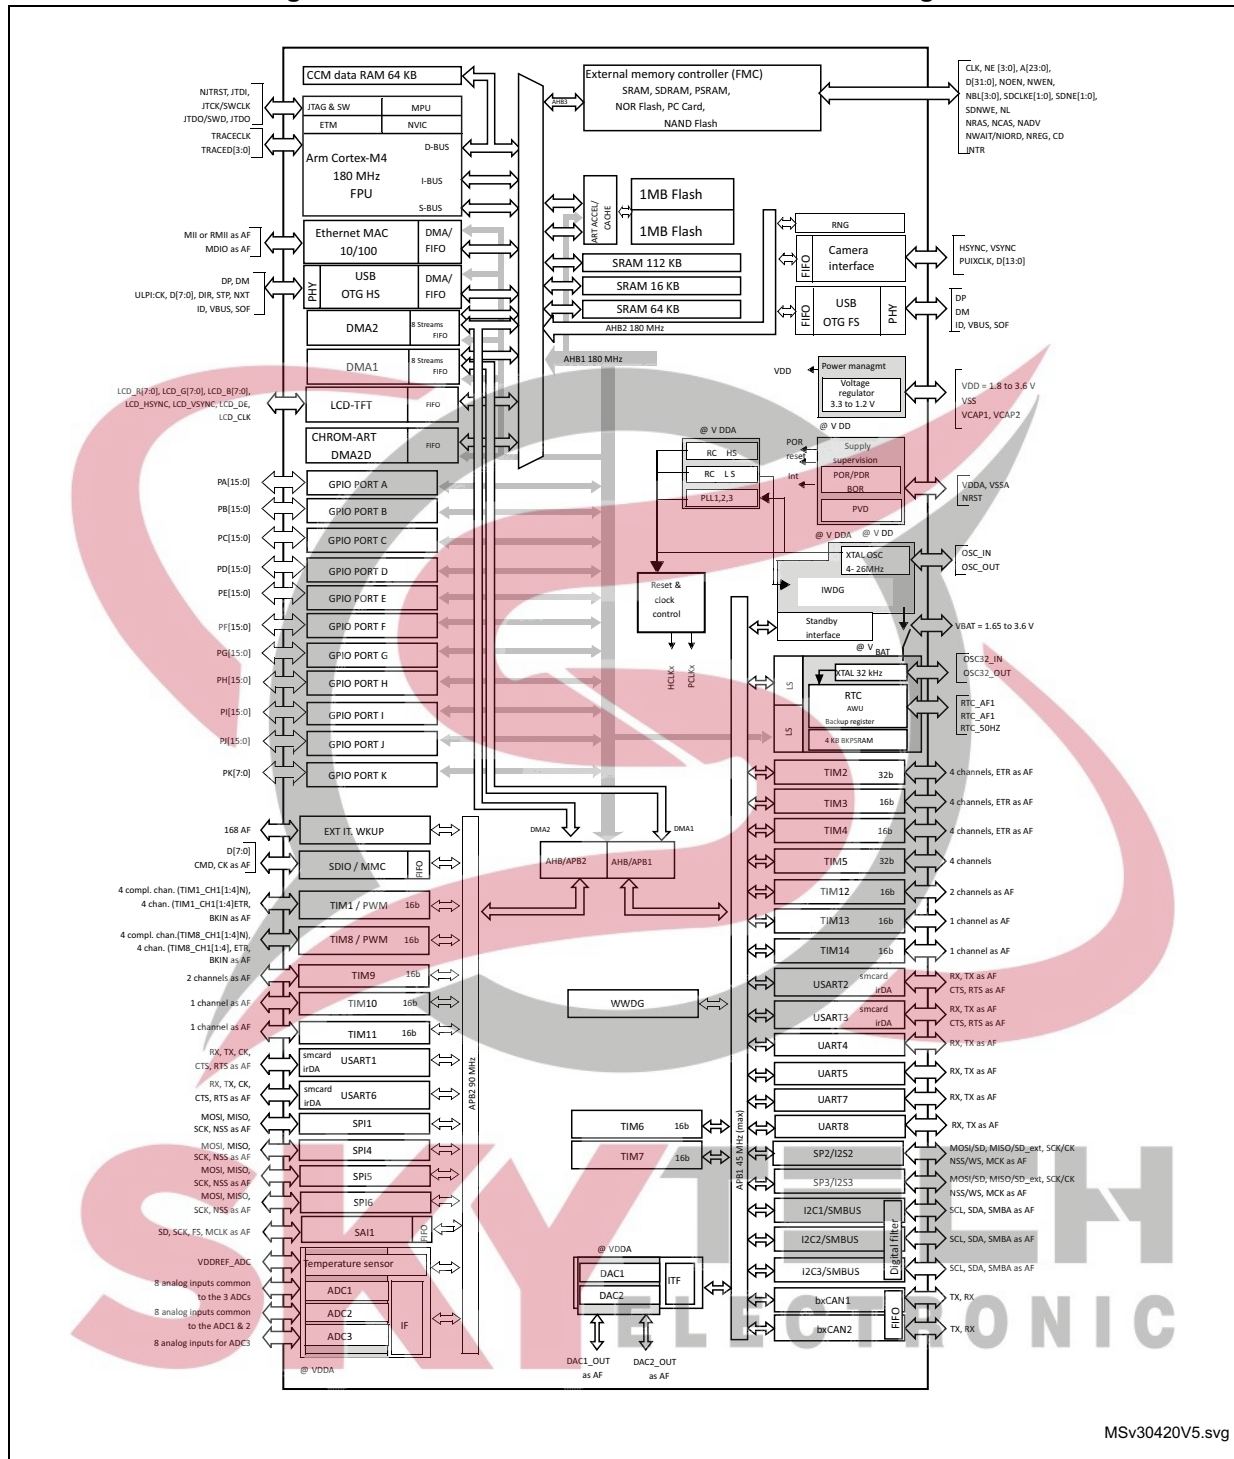 CCM data RAM 64 KB
External memory controller (FMC)
SRAM, SDRAM, PSRAM,
NOR Flash, PC Card,
NAND Flash
AHB3
CLK, NE [3:0], A[23:0],
D[31:0], NOEN, NWEN,
NBL[3:0], SDCLKE[1:0], SDNE[1:0],
SDNWE, NL
NRAS, NCAS, NADV
NWAIT/NIORD, NREG, CD
INTR
NJTRST, JTDI,
JTCK/SWCLK
JTDO/SWD, JTDO
TRACECLK
TRACED[3:0]
JTAG & SW
MPU
ETM
NVIC
D-BUS
Arm Cortex-M4
180 MHz
FPU
I-BUS
S-BUS
ART ACCEL/
CACHE
1MB Flash
1MB Flash
SRAM 112 KB
SRAM 16 KB
SRAM 64 KB
AHB2 180 MHz
AHB1 180 MHz
MII or RMII as AF
MDIO as AF
Ethernet MAC
10/100
DMA/
FIFO
DP, DM
ULPI:CK, D[7:0], DIR, STP, NXT
ID, VBUS, SOF
PHY
USB
OTG HS
DMA/
FIFO
DMA2
8 Streams
FIFO
DMA1
8 Streams
FIFO
LCD_R[7:0], LCD_G[7:0], LCD_B[7:0],
LCD_HSYNC, LCD_VSYNC, LCD_DE,
LCD_CLK
LCD-TFT
FIFO
CHROM-ART
DMA2D
FIFO
RNG
FIFO
Camera
interface
HSYNC, VSYNC
PUIXCLK, D[13:0]
FIFO
USB
OTG FS
PHY
DP
DM
ID, VBUS, SOF
VDD
Power managmt
Voltage
regulator
3.3 to 1.2 V
VDD = 1.8 to 3.6 V
VSS
VCAP1, VCAP2
@ V DD
@ V DDA
RC HS
RC L S
PLL1,2,3
POR
reset
Int
Supply
supervision
POR/PDR
BOR
PVD
VDDA, VSSA
NRST
@ V DDA
@ V DD
XTAL OSC
4- 26MHz
OSC_IN
OSC_OUT
IWDG
Standby
interface
VBAT = 1.65 to 3.6 V
@ V BAT
Reset &
clock
control
HCLKx
PCLKx
LS
LS
XTAL 32 kHz
RTC
AWU
Backup register
4 KB BKPSRAM
OSC32_IN
OSC32_OUT
RTC_AF1
RTC_AF1
RTC_50HZ
PA[15:0]
GPIO PORT A
PB[15:0]
GPIO PORT B
PC[15:0]
GPIO PORT C
PD[15:0]
GPIO PORT D
PE[15:0]
GPIO PORT E
PF[15:0]
GPIO PORT F
PG[15:0]
GPIO PORT G
PH[15:0]
GPIO PORT H
PI[15:0]
GPIO PORT I
PJ[15:0]
GPIO PORT J
PK[7:0]
GPIO PORT K
DMA2
DMA1
AHB/APB2
AHB/APB1
168 AF
EXT IT. WKUP
D[7:0]
CMD, CK as AF
SDIO / MMC
FIFO
4 compl. chan. (TIM1_CH1[1:4]N),
4 chan. (TIM1_CH1[1:4]ETR,
BKIN as AF
TIM1 / PWM 16b
4 compl. chan.(TIM8_CH1[1:4]N),
4 chan. (TIM8_CH1[1:4], ETR,
BKIN as AF
TIM8 / PWM 16b
2 channels as AF
TIM9 16b
1 channel as AF
TIM10 16b
1 channel as AF
TIM11 16b
RX, TX, CK,
CTS, RTS as AF
smcard
irDA
USART1
RX, TX, CK,
CTS, RTS as AF
smcard
irDA
USART6
MOSI, MISO,
SCK, NSS as AF
SPI1
MOSI, MISO,
SCK, NSS as AF
SPI4
MOSI, MISO,
SCK, NSS as AF
SPI5
MOSI, MISO,
SCK, NSS as AF
SPI6
SD, SCK, FS, MCLK as AF
SAI1
FIFO
APB2 90 MHz
VDDREF_ADC
Temperature sensor
8 analog inputs common
to the 3 ADCs
ADC1
8 analog inputs common
to the ADC1 & 2
ADC2
8 analog inputs for ADC3
ADC3
IF
@ VDDA
WWDG
TIM6 16b
TIM7 16b
@ VDDA
DAC1
DAC2
ITF
DAC1_OUT
as AF
DAC2_OUT
as AF
APB1 45 MHz (max)
TIM2 32b
4 channels, ETR as AF
TIM3 16b
4 channels, ETR as AF
TIM4 16b
4 channels, ETR as AF
TIM5 32b
4 channels
TIM12 16b
2 channels as AF
TIM13 16b
1 channel as AF
TIM14 16b
1 channel as AF
USART2
smcard
irDA
RX, TX as AF
CTS, RTS as AF
USART3
smcard
irDA
RX, TX as AF
CTS, RTS as AF
UART4
RX, TX as AF
UART5
RX, TX as AF
UART7
RX, TX as AF
UART8
RX, TX as AF
SP2/I2S2
MOSI/SD, MISO/SD_ext, SCK/CK
NSS/WS, MCK as AF
SP3/I2S3
MOSI/SD, MISO/SD_ext, SCK/CK
NSS/WS, MCK as AF
I2C1/SMBUS
SCL, SDA, SMBA as AF
I2C2/SMBUS
SCL, SDA, SMBA as AF
I2C3/SMBUS
SCL, SDA, SMBA as AF
Digital filter
bxCAN1
TX, RX
bxCAN2
TX, RX
FIFO
SKYTECH
ELECTRONIC
MSv30420V5.svg